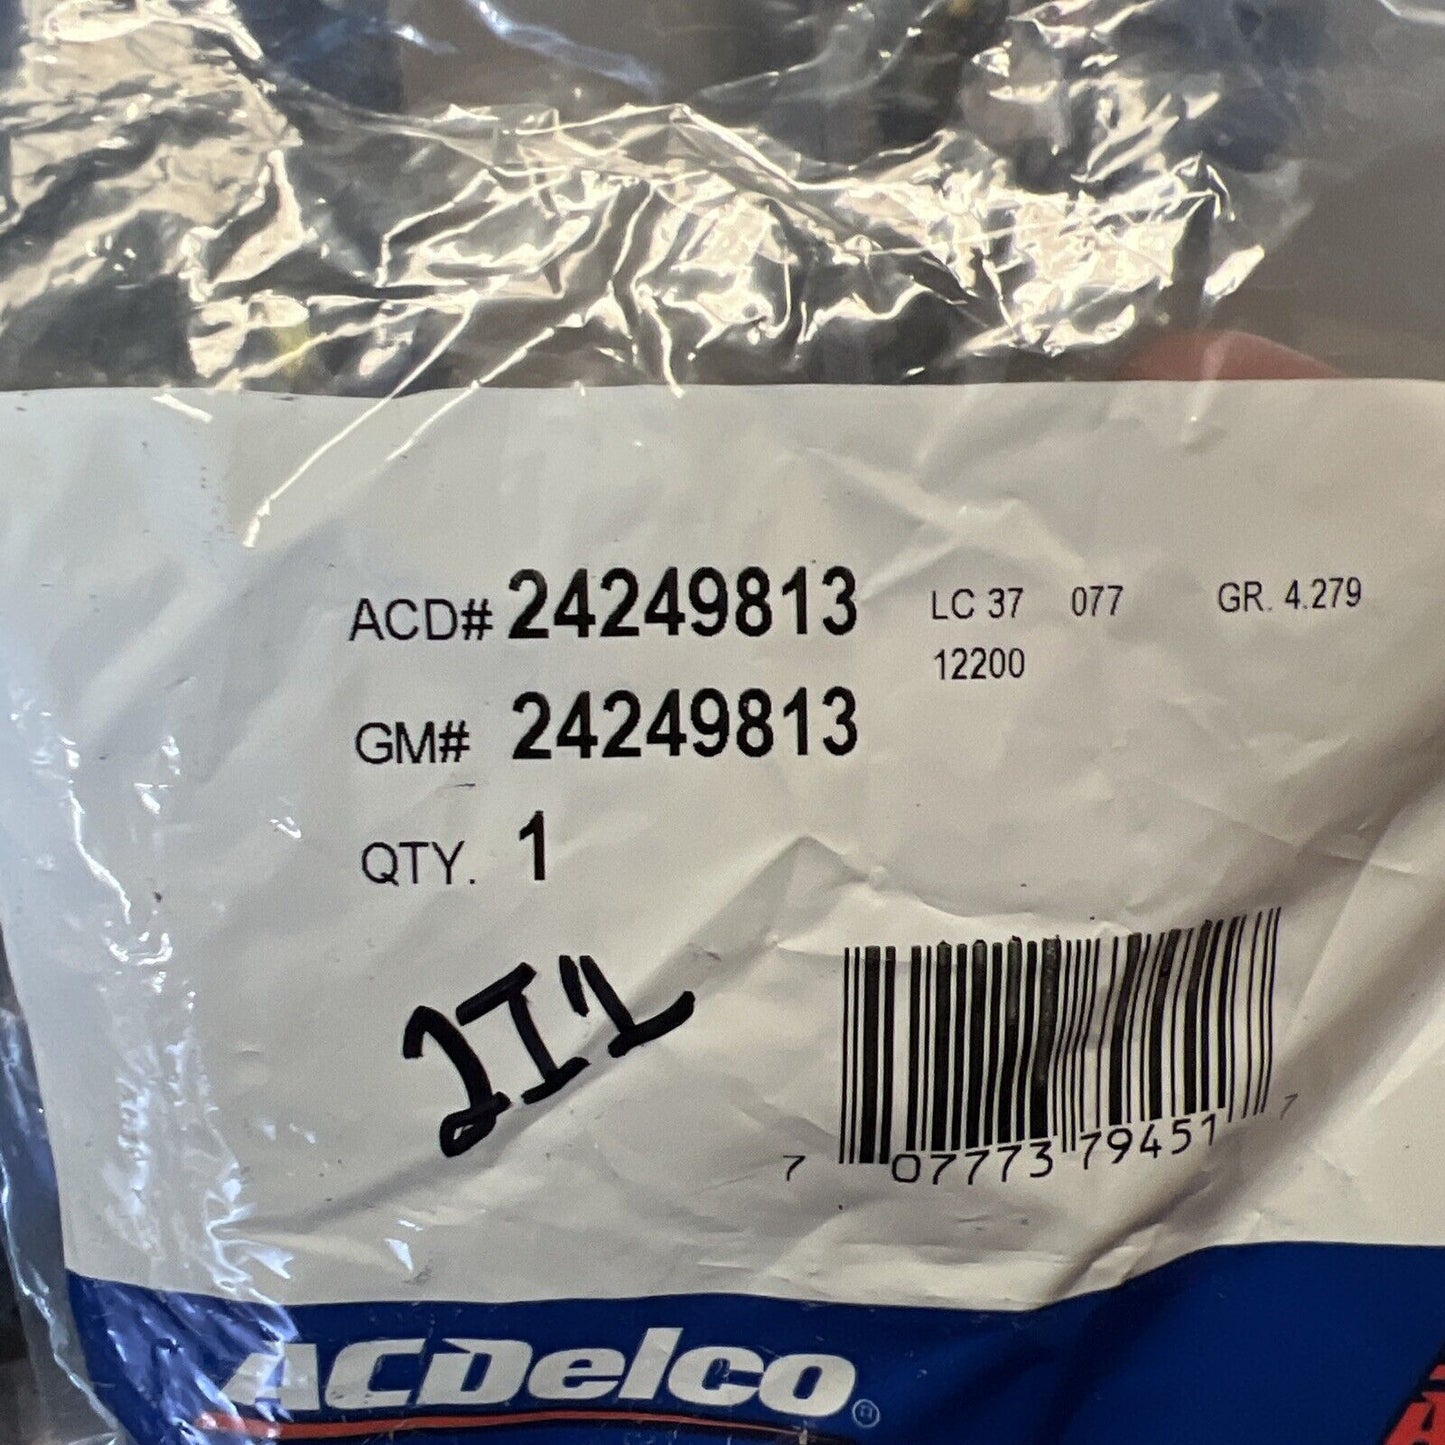 ACD# 24249813 LC 37 077 GR. 4.279
12200
GM# 24249813
QTY. 1
7 07773 79451 7
ACDelco®